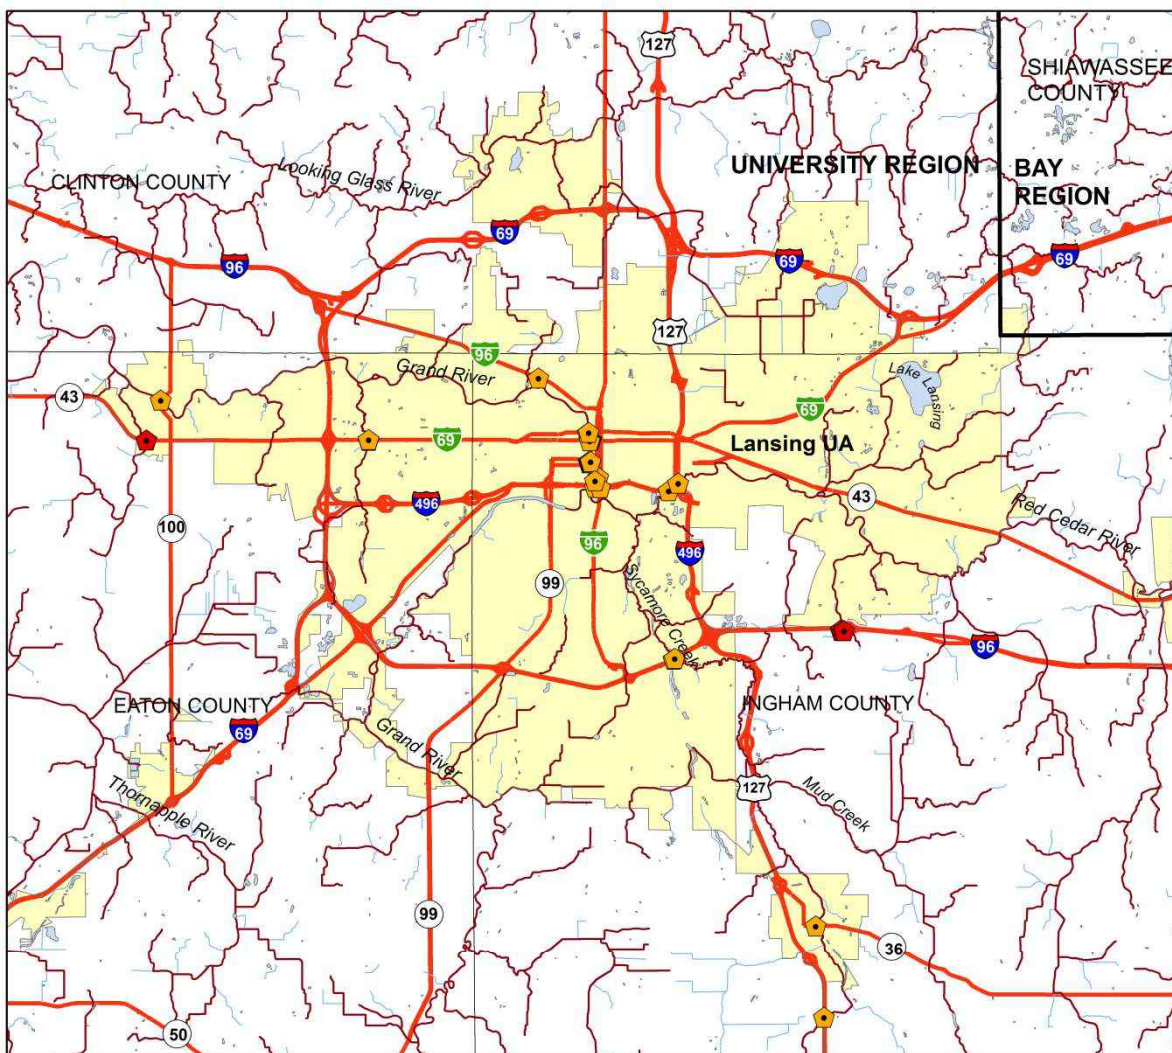 127
SHIAWASSEE
COUNTY
UNIVERSITY REGION
BAY
REGION
Looking Glass River
CLINTON COUNTY
69
96
69
69
127
96
Grand River
Lake Lansing
43
69
69
Lansing UA
496
43
100
Red Cedar River
96
496
99
Sycamore Creek
96
EATON COUNTY
INGHAM COUNTY
69
Grand River
127
Mud Creek
Thornapple River
99
36
50